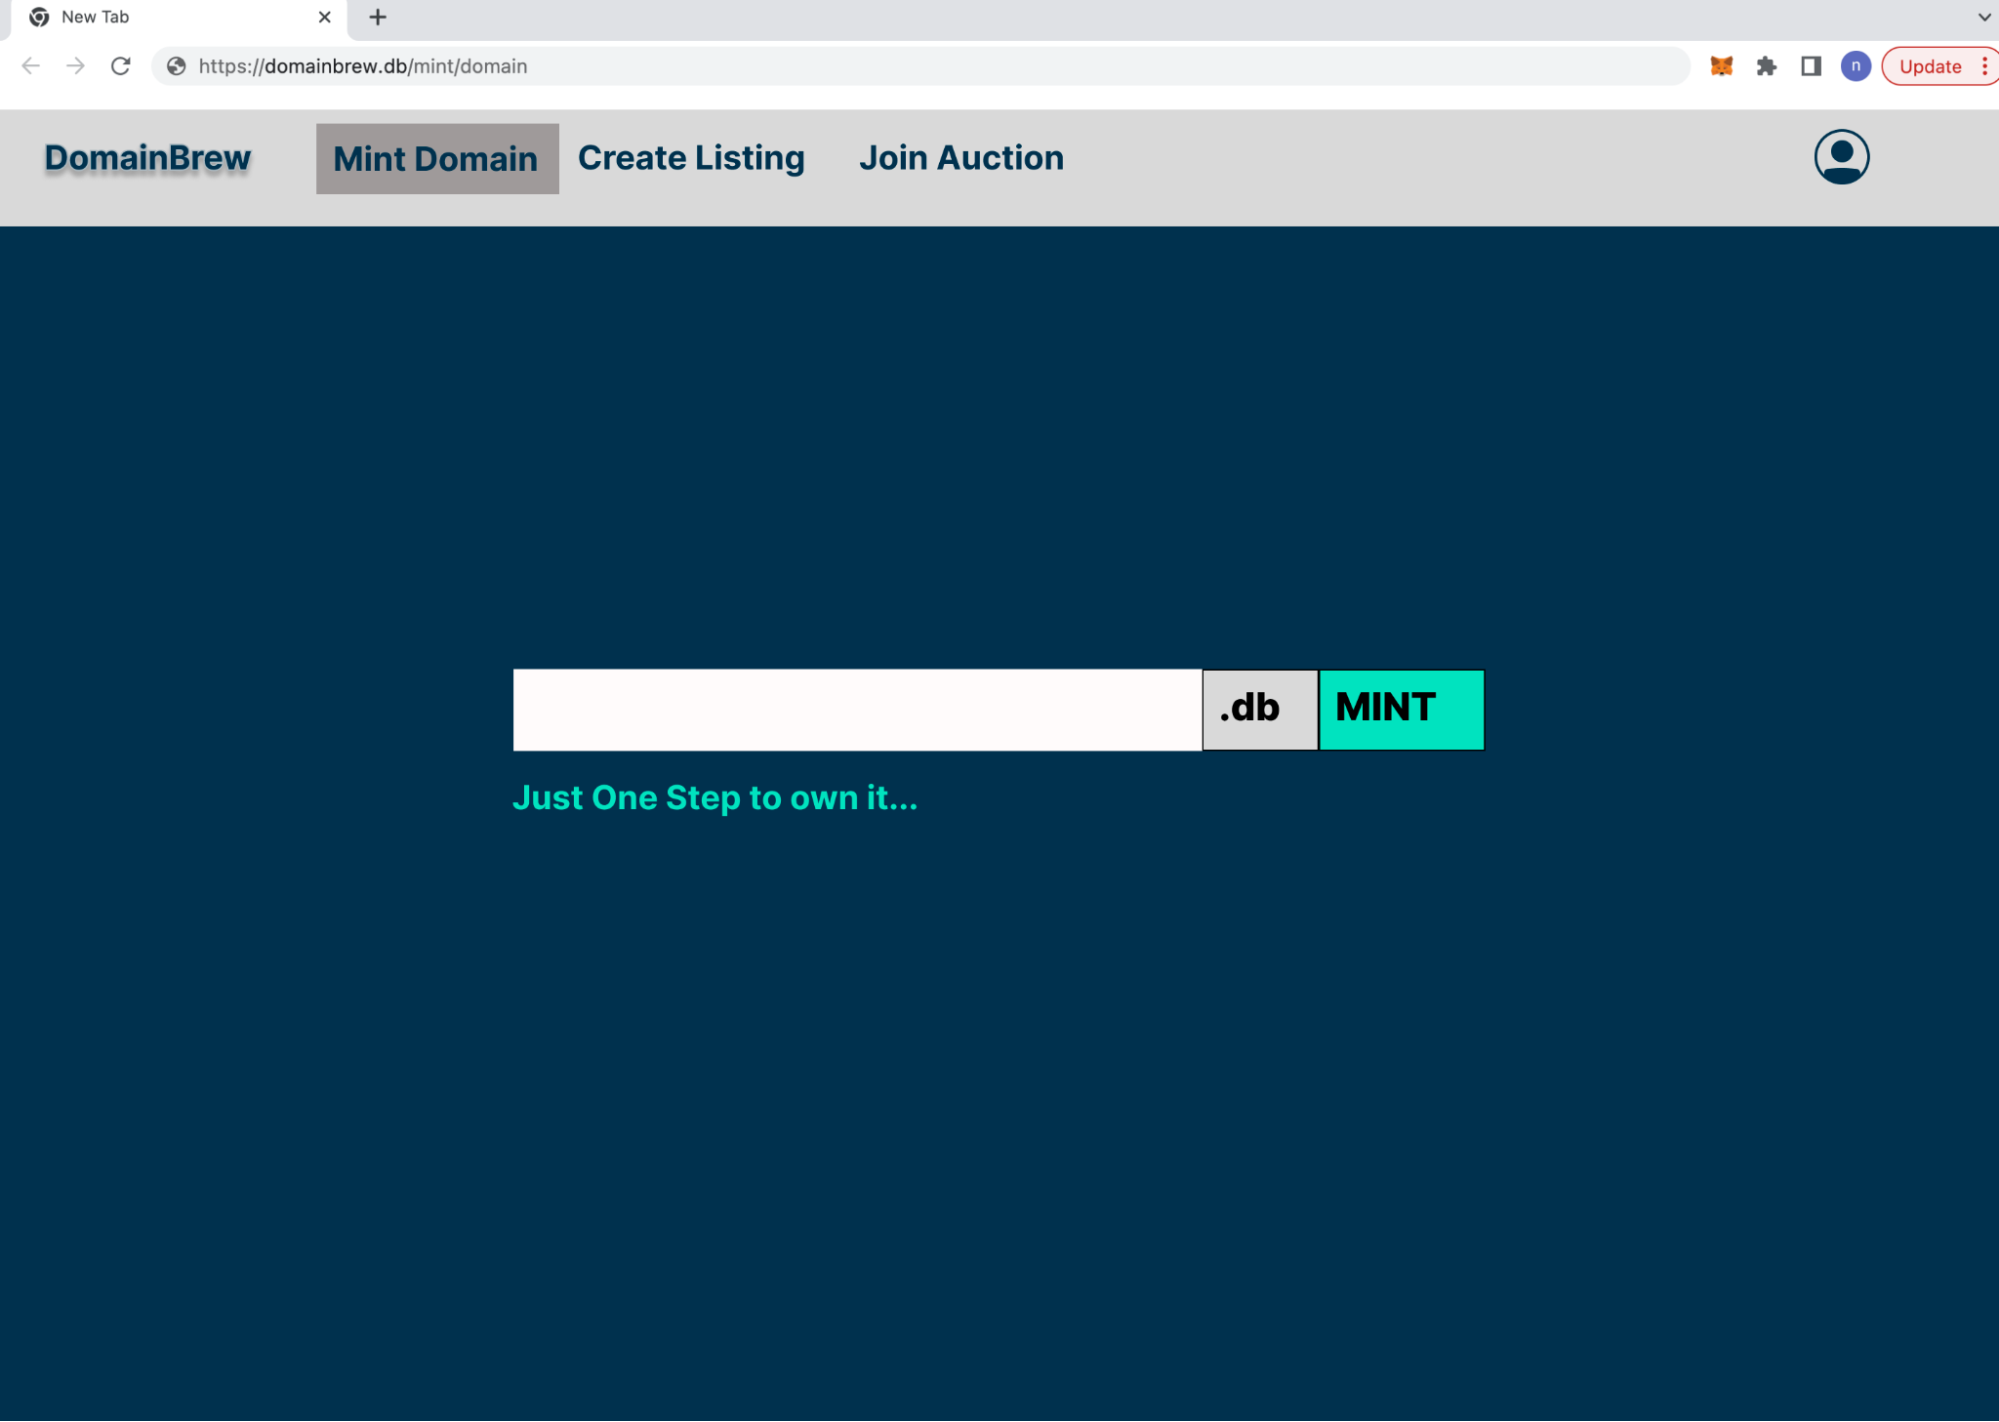 New Tab
https://domainbrew.db/mint/domain
n
Update
DomainBrew Mint Domain Create Listing Join Auction
.db MINT
Just One Step to own it...